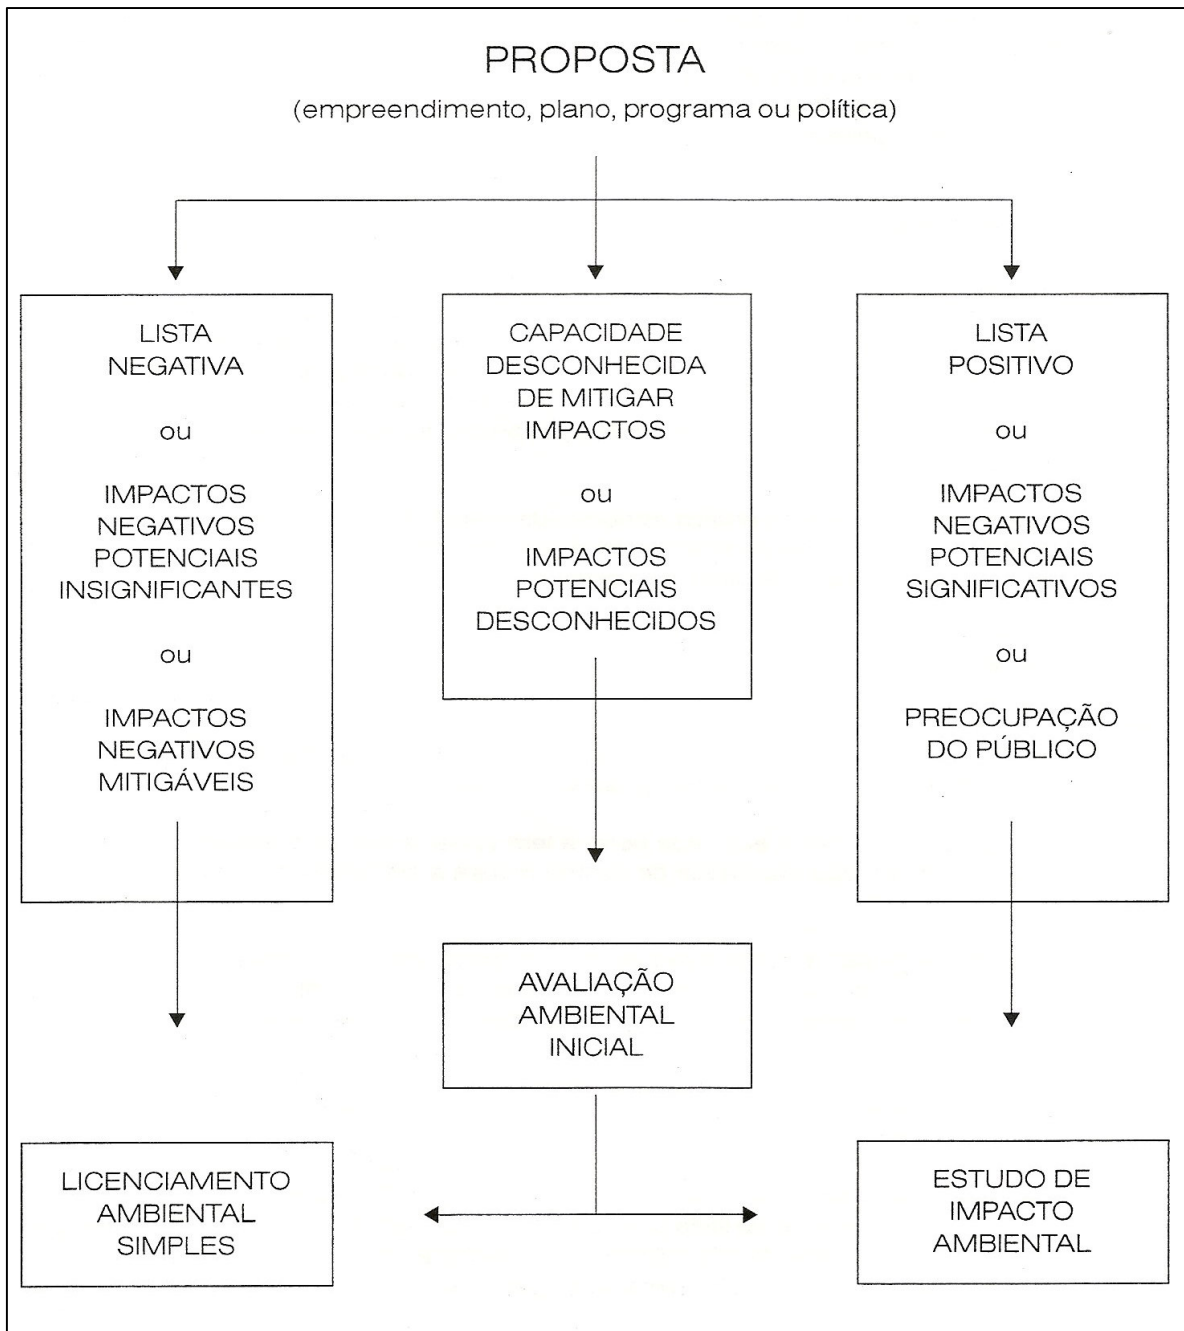 PROPOSTA
(empreendimento, plano, programa ou política)
LISTA
NEGATIVA
ou
IMPACTOS
NEGATIVOS
POTENCIAIS
INSIGNIFICANTES
ou
IMPACTOS
NEGATIVOS
MITIGÁVEIS
CAPACIDADE
DESCONHECIDA
DE MITIGAR
IMPACTOS
ou
IMPACTOS
POTENCIAIS
DESCONHECIDOS
LISTA
POSITIVO
ou
IMPACTOS
NEGATIVOS
POTENCIAIS
SIGNIFICATIVOS
ou
PREOCUPAÇÃO
DO PÚBLICO
AVALIAÇÃO
AMBIENTAL
INICIAL
LICENCIAMENTO
AMBIENTAL
SIMPLES
ESTUDO DE
IMPACTO
AMBIENTAL